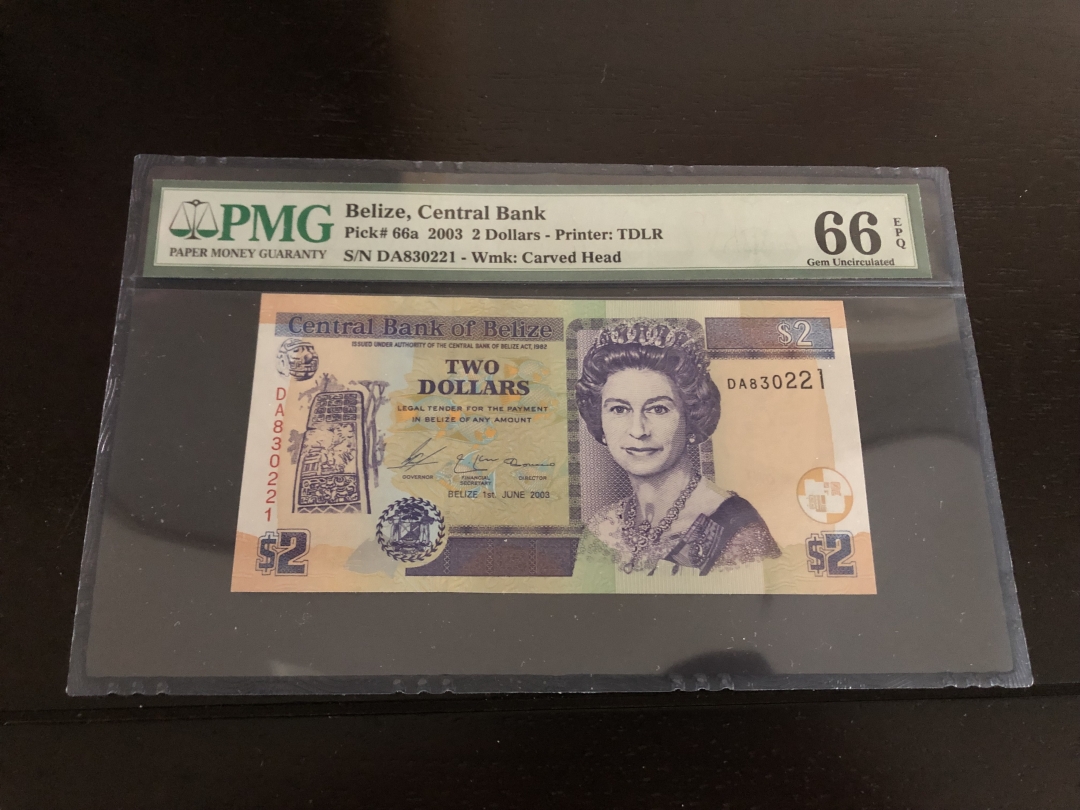 PMG
PAPER MONEY GUARANTY
Belize, Central Bank
Pick# 66a 2003 2 Dollars - Printer: TDLR
S/N DA830221 - Wmk: Carved Head
66
EPQ
Gem Uncirculated
Central Bank of Belize
$2
ISSUED UNDER AUTHORITY OF THE CENTRAL BANK OF BELIZE ACT, 1982
TWO
DOLLARS
DA830221
LEGAL TENDER FOR THE PAYMENT
IN BELIZE OF ANY AMOUNT
DA830221
GOVERNOR
FINANCIAL
SECRETARY
DIRECTOR
BELIZE 1st. JUNE 2003
$2
$2